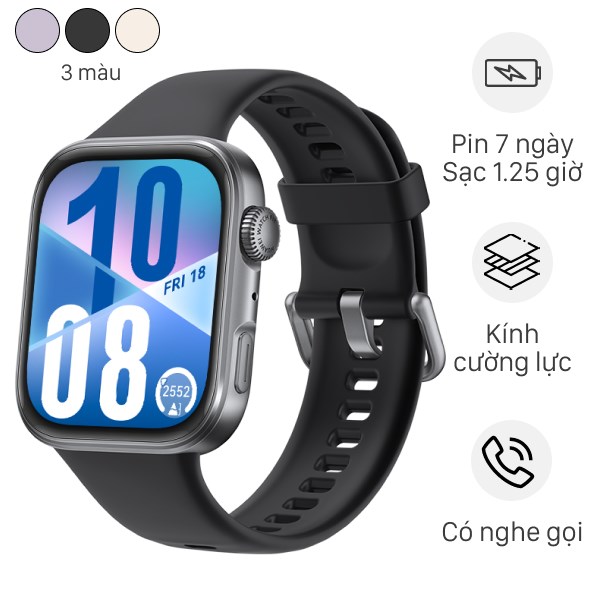 3 màu
10
FRI 18
08
2552
Pin 7 ngày
Sạc 1.25 giờ
Kính
cường lực
Có nghe gọi